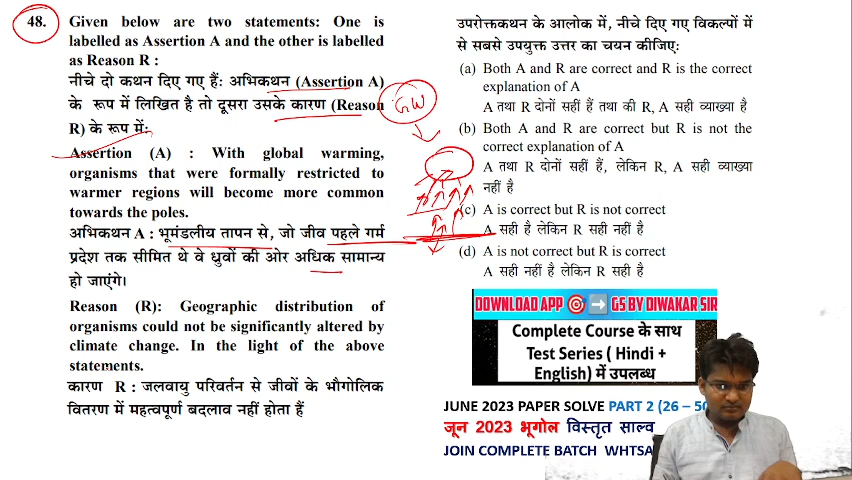 48. Given below are two statements: One is
labelled as Assertion A and the other is labelled
as Reason R :
नीचे दो कथन दिए गए हैं: अभिकथन (Assertion A)
के रूप में लिखित है तो दूसरा उसके कारण (Reason
R) के रूप में:
Assertion (A) : With global warming,
organisms that were formally restricted to
warmer regions will become more common
towards the poles.
अभिकथन A: भूमंडलीय तापन से, जो जीव पहले गर्म
प्रदेश तक सीमित थे वे ध्रुवों की ओर अधिक सामान्य
हो जाएंगे।
Reason (R): Geographic distribution of
organisms could not be significantly altered by
climate change. In the light of the above
statements.
कारण R: जलवायु परिवर्तन से जीवों के भौगोलिक
वितरण में महत्वपूर्ण बदलाव नहीं होता हैं
GW
उपरोक्तकथन के आलोक में, नीचे दिए गए विकल्पों में
से सबसे उपयुक्त उत्तर का चयन कीजिए:
(a) Both A and R are correct and R is the correct
explanation of A
A तथा R दोनों सहीं हैं तथा की R, A सही व्याख्या है
(b) Both A and R are correct but R is not the
correct explanation of A
A तथा R दोनों सहीं हैं, लेकिन R, A सही व्याख्या
नहीं है
(c) A is correct but R is not correct
A सही है लेकिन R सही नहीं है
(d) A is not correct but R is correct
A सही नहीं है लेकिन R सही है
DOWNLOAD APP GS BY DIWAKAR SIR
Complete Course के साथ
Test Series ( Hindi +
English) में उपलब्ध
JUNE 2023 PAPER SOLVE PART 2 (26 – 50
जून 2023 भूगोल विस्तृत साल्व
JOIN COMPLETE BATCH WHTSA